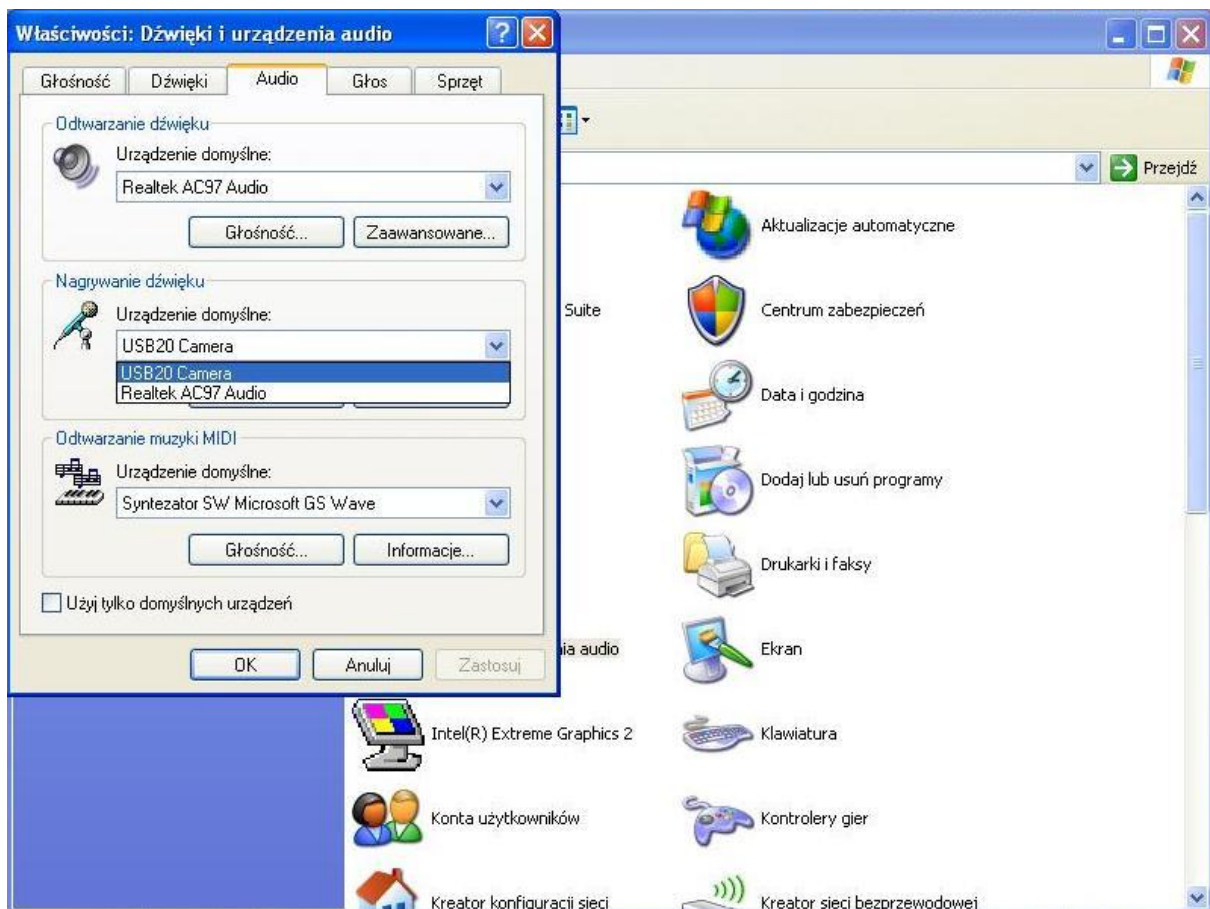 Właściwości: Dźwięki i urządzenia audio
Głośność
Dźwięki
Audio
Głos
Sprzęt
Odtwarzanie dźwięku
Urządzenie domyślne:
Realtek AC97 Audio
Głośność...
Zaawansowane...
Nagrywanie dźwięku
Urządzenie domyślne:
USB20 Camera
USB20 Camera
Realtek AC97 Audio
Odtwarzanie muzyki MIDI
Urządzenie domyślne:
Syntezator SW Microsoft GS Wave
Głośność...
Informacje...
Użyj tylko domyślnych urządzeń
OK
Anuluj
Zastosuj
Przejdź
Aktualizacje automatyczne
Suite
Centrum zabezpieczeń
Data i godzina
Dodaj lub usuń programy
Drukarki i faksy
audio
Ekran
Intel(R) Extreme Graphics 2
Klawiatura
Konta użytkowników
Kontrolery gier
Kreator konfiguracji sieci
Kreator sieci bezprzewodowej